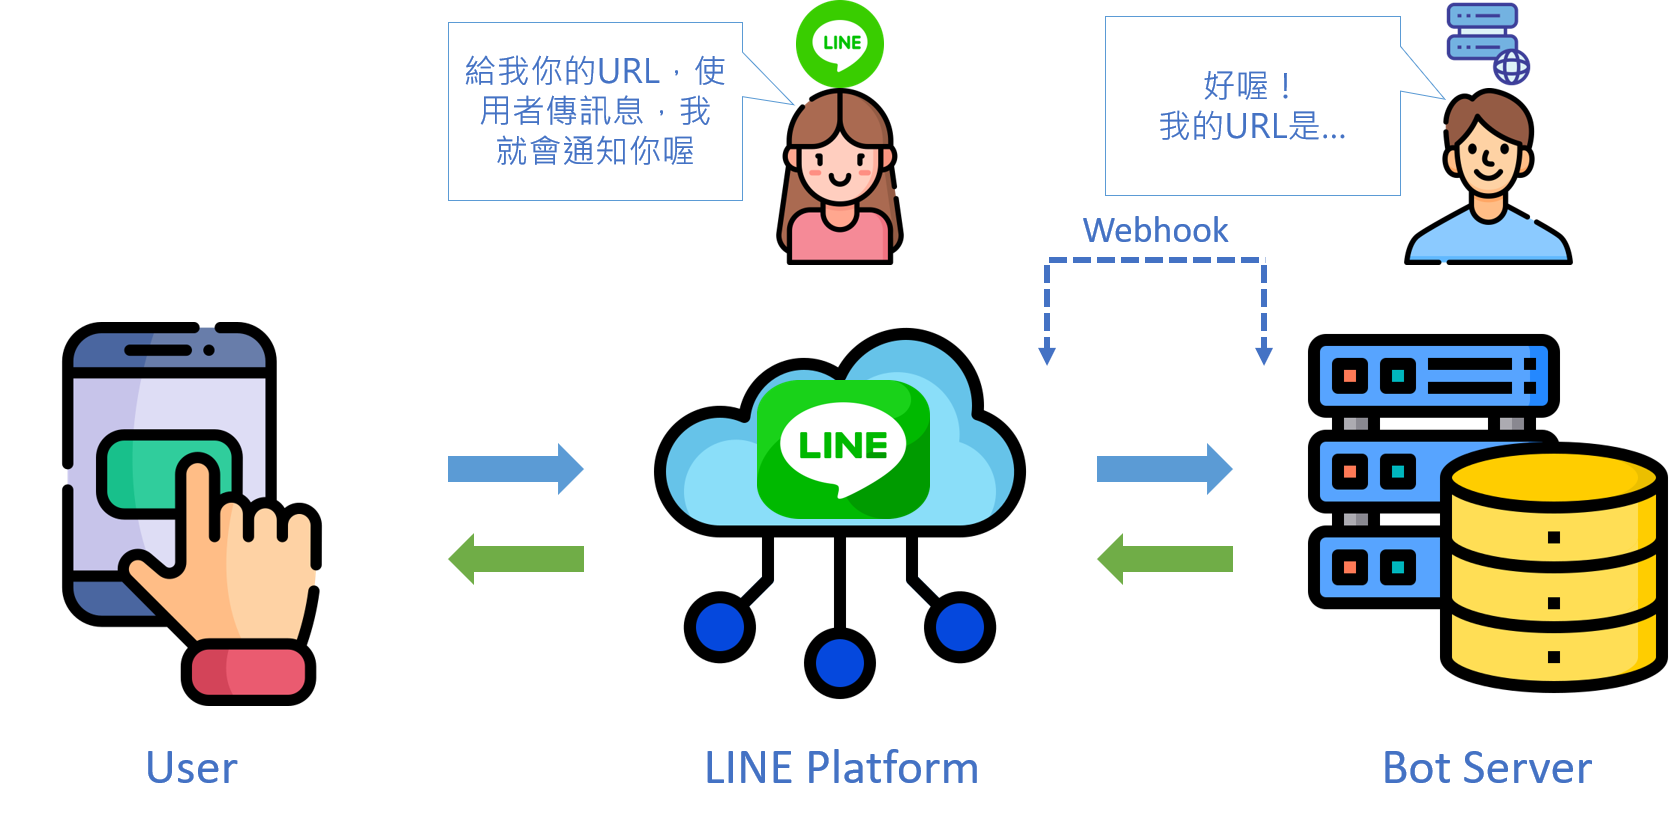 LINE
給我你的URL，使
用者傳訊息，我
就會通知你喔
好喔！
我的URL是...
Webhook
LINE
User
LINE Platform
Bot Server